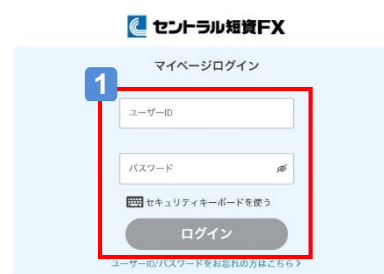 セントラル短資FX
マイページログイン
1
ユーザーID
パスワード
セキュリティキーボードを使う
ログイン
ユーザーID/パスワードをお忘れの方はこちら>